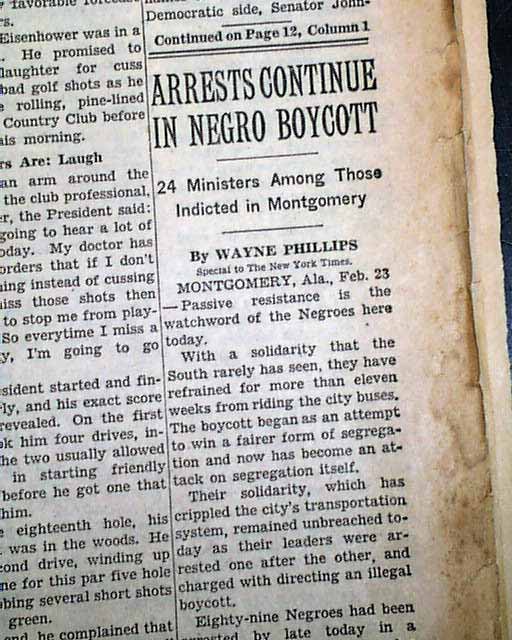 favorable
rs.
Eisenhower was in a
. He promised to
laughter for cuss
bad golf shots as he
e rolling, pine-lined
Country Club before
is morning.
rs Are: Laugh
an arm around the
the club professional,
er, the President said:
going to hear a lot of
oday. My doctor has
orders that if I don't
ing instead of cussing
iss those shots then
to stop me from play-
So everytime I miss a
y, I'm going to go
sident started and fin-
ly, and his exact score
revealed. On the first
ok him four drives, in-
he two usually allowed
in starting friendly
before he got one that
him.
e eighteenth hole, his
was in the woods. He
cond drive, winding up
ne for this par five hole
bing several short shots
green.
nd he complained that
Democratic side, Senator John-
Continued on Page 12, Column 1
ARRESTS CONTINUE
IN NEGRO BOYCOTT
24 Ministers Among Those
Indicted in Montgomery
By WAYNE PHILLIPS
Special to The New York Times.
MONTGOMERY, Ala., Feb. 23
—Passive resistance is the
watchword of the Negroes here
today.
With a solidarity that the
South rarely has seen, they have
refrained for more than eleven
weeks from riding the city buses.
The boycott began as an attempt
to win a fairer form of segrega-
tion and now has become an at-
tack on segregation itself.
Their solidarity, which has
crippled the city's transportation
system, remained unbreached to-
day as their leaders were ar-
rested one after the other, and
charged with directing an illegal
boycott.
Eighty-nine Negroes had been
arrested by late today in a